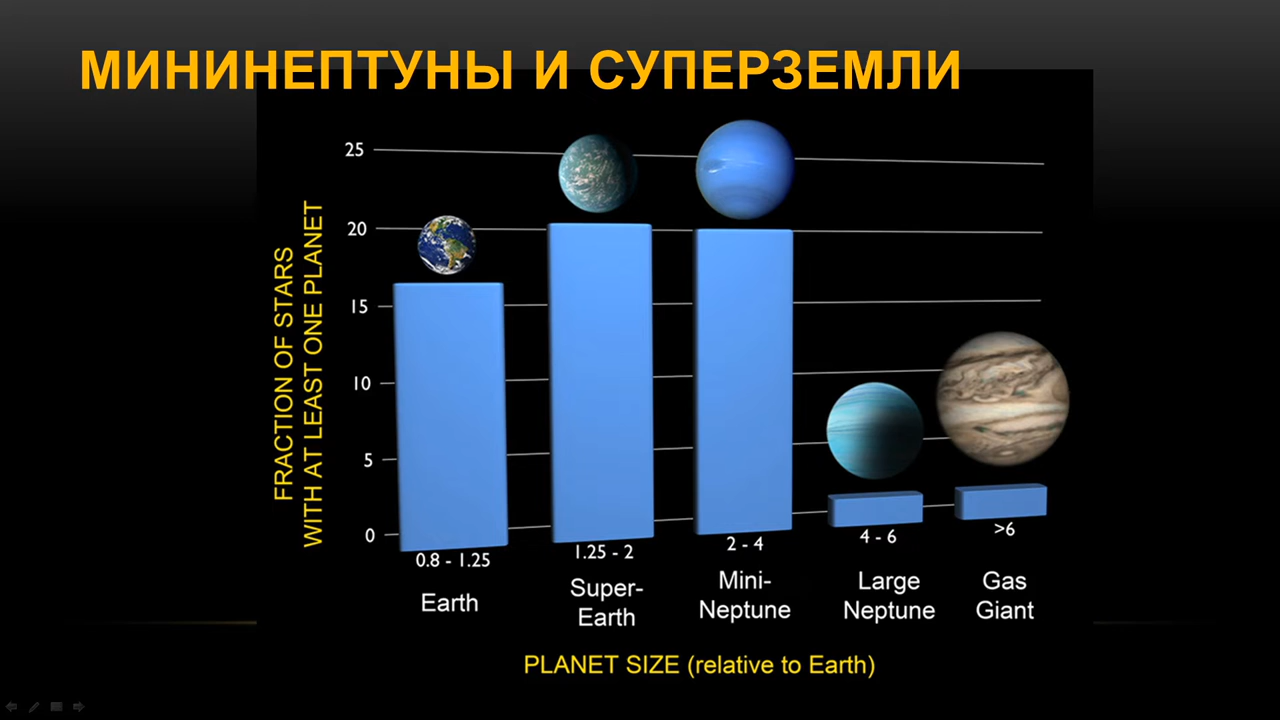 МИНИНЕПТУНЫ И СУПЕРЗЕМЛИ
FRACTION OF STARS
WITH AT LEAST ONE PLANET
25
20
15
10
5
0
0.8 - 1.25
1.25 - 2
2 - 4
4 - 6
>6
Earth
Super-
Earth
Mini-
Neptune
Large
Neptune
Gas
Giant
PLANET SIZE (relative to Earth)